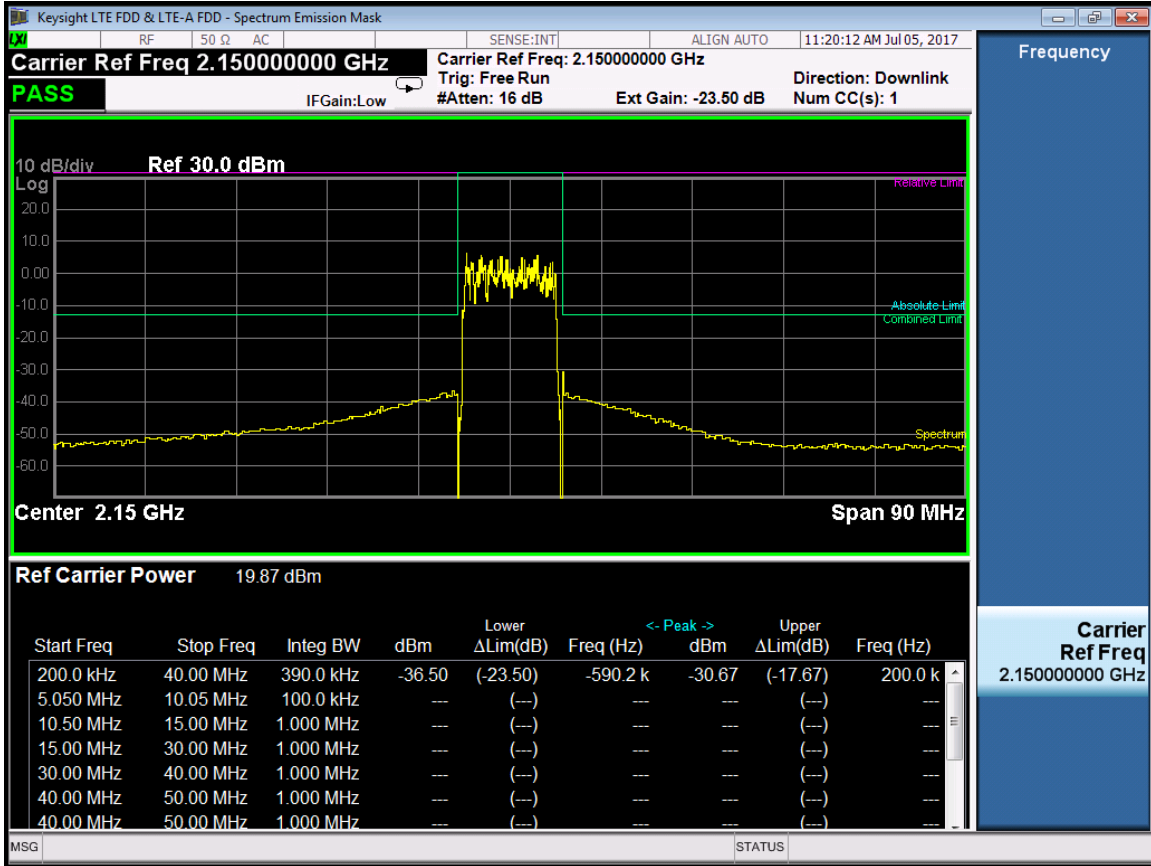 Keysight LTE FDD & LTE-A FDD - Spectrum Emission Mask
LXI RF 50 Ω AC SENSE:INT ALIGN AUTO 11:20:12 AM Jul 05, 2017
Carrier Ref Freq 2.150000000 GHz
Carrier Ref Freq: 2.150000000 GHz
Trig: Free Run Direction: Downlink
PASS IFGain:Low #Atten: 16 dB Ext Gain: -23.50 dB Num CC(s): 1
10 dB/div Ref 30.0 dBm
Log
Relative Limit
20.0
10.0
0.00
-10.0
Absolute Limit
Combined Limit
-20.0
-30.0
-40.0
-50.0
Spectrum
-60.0
Center 2.15 GHz Span 90 MHz
Ref Carrier Power 19.87 dBm
Lower <- Peak -> Upper
Start Freq Stop Freq Integ BW dBm ΔLim(dB) Freq (Hz) dBm ΔLim(dB) Freq (Hz)
200.0 kHz 40.00 MHz 390.0 kHz -36.50 (-23.50) -590.2 k -30.67 (-17.67) 200.0 k
5.050 MHz 10.05 MHz 100.0 kHz --- (---) --- --- (---) ---
10.50 MHz 15.00 MHz 1.000 MHz --- (---) --- --- (---) ---
15.00 MHz 30.00 MHz 1.000 MHz --- (---) --- --- (---) ---
30.00 MHz 40.00 MHz 1.000 MHz --- (---) --- --- (---) ---
40.00 MHz 50.00 MHz 1.000 MHz --- (---) --- --- (---) ---
40.00 MHz 50.00 MHz 1.000 MHz --- (---) --- --- (---) ---
MSG STATUS
Frequency
Carrier
Ref Freq
2.150000000 GHz